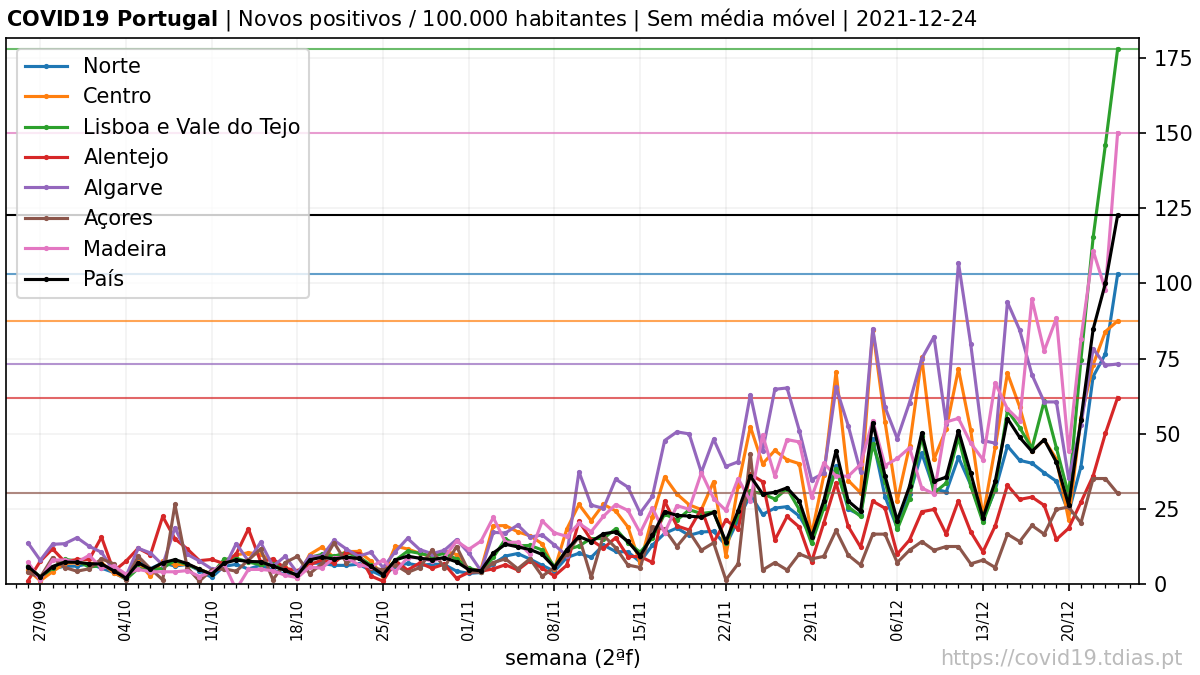 COVID19 Portugal | Novos positivos / 100.000 habitantes | Sem média móvel | 2021-12-24
Norte
Centro
Lisboa e Vale do Tejo
Alentejo
Algarve
Açores
Madeira
País
175
150
125
100
75
50
25
0
27/09
04/10
11/10
18/10
25/10
01/11
08/11
15/11
22/11
29/11
06/12
13/12
20/12
semana (2ªf)
https://covid19.tdias.pt